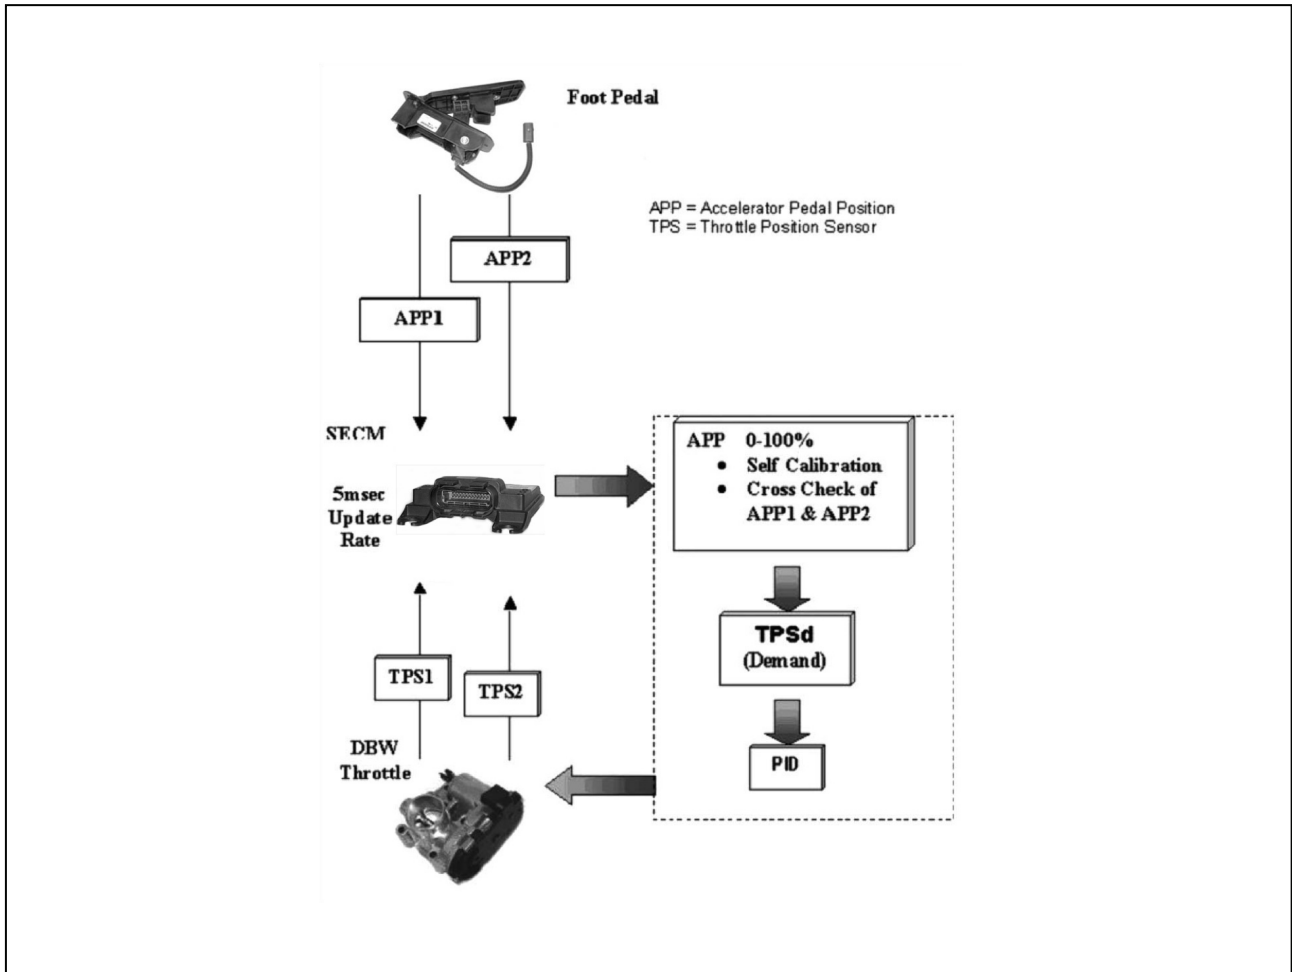 Foot Pedal
APP = Accelerator Pedal Position
TPS = Throttle Position Sensor
APP2
APP1
SECM
5msec
Update
Rate
APP 0-100%
• Self Calibration
• Cross Check of
APP1 & APP2
TPSd
(Demand)
TPS1
TPS2
DBW
Throttle
PID